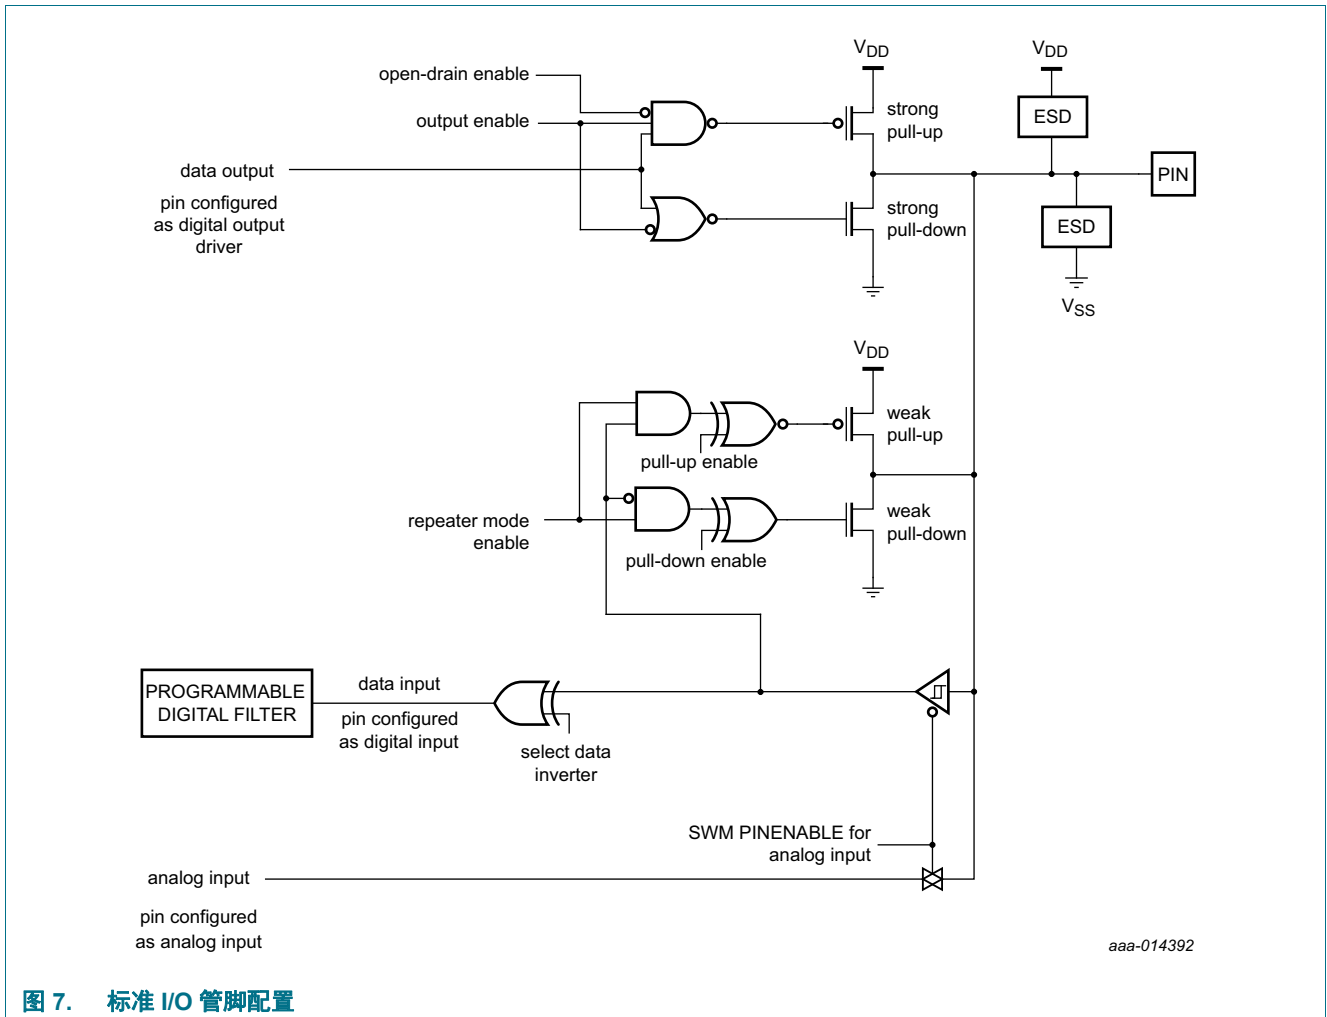 VDD
VDD
open-drain enable
strong
pull-up
ESD
output enable
data output
PIN
pin configured
as digital output
driver
strong
pull-down
ESD
VSS
VDD
weak
pull-up
pull-up enable
repeater mode
enable
weak
pull-down
pull-down enable
PROGRAMMABLE
DIGITAL FILTER
data input
pin configured
as digital input
select data
inverter
SWM PINENABLE for
analog input
analog input
pin configured
as analog input
aaa-014392
图 7. 标准 I/O 管脚配置